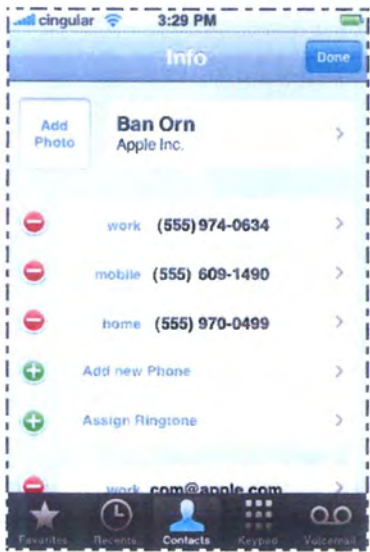 cingular 3:29 PM
Info Done
Add Photo
Ban Orn
Apple Inc.
work (555) 974-0634
mobile (555) 609-1490
home (555) 970-0499
Add new Phone
Assign Ringtone
work com@apple.com
Favorites Recents Contacts Keypad Voicemail